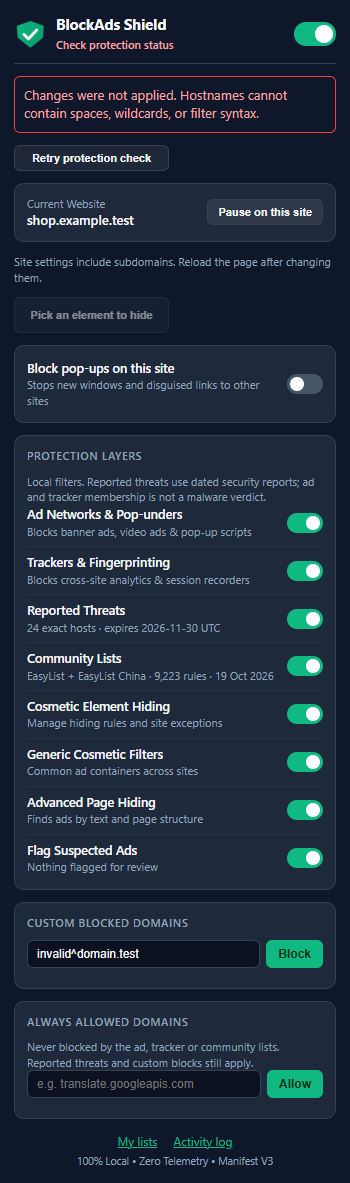 BlockAds Shield
Check protection status
Changes were not applied. Hostnames cannot
contain spaces, wildcards, or filter syntax.
Retry protection check
Current Website
shop.example.test
Pause on this site
Site settings include subdomains. Reload the page after changing
them.
Pick an element to hide
Block pop-ups on this site
Stops new windows and disguised links to other
sites
PROTECTION LAYERS
Local filters. Reported threats use dated security reports; ad
and tracker membership is not a malware verdict.
Ad Networks & Pop-unders
Blocks banner ads, video ads & pop-up scripts
Trackers & Fingerprinting
Blocks cross-site analytics & session recorders
Reported Threats
24 exact hosts · expires 2026-11-30 UTC
Community Lists
EasyList + EasyList China · 9,223 rules · 19 Oct 2026
Cosmetic Element Hiding
Manage hiding rules and site exceptions
Generic Cosmetic Filters
Common ad containers across sites
Advanced Page Hiding
Finds ads by text and page structure
Flag Suspected Ads
Nothing flagged for review
CUSTOM BLOCKED DOMAINS
invalid^domain.test
Block
ALWAYS ALLOWED DOMAINS
Never blocked by the ad, tracker or community lists.
Reported threats and custom blocks still apply.
e.g. translate.googleapis.com
Allow
My lists Activity log
100% Local • Zero Telemetry • Manifest V3